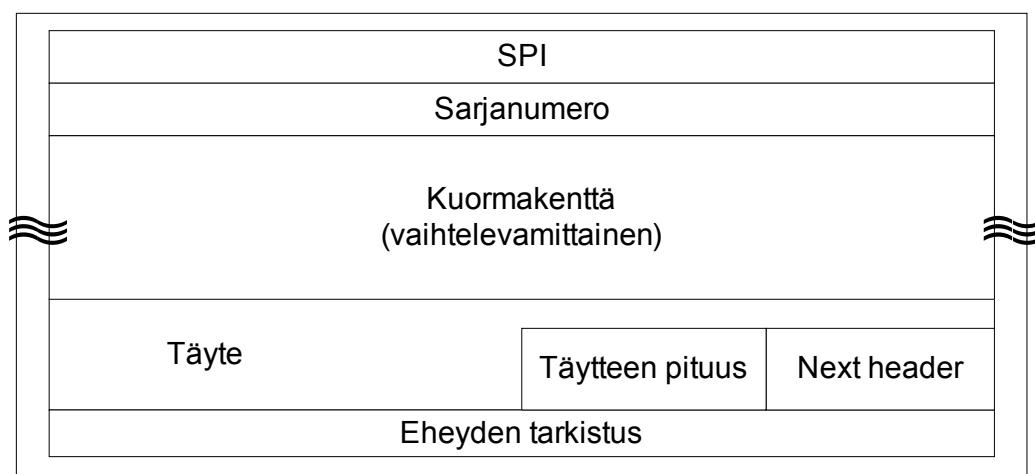 SPI
Sarjanumero
Kuormakenttä
(vaihtelevamittainen)
Täyte
Täytteen pituus
Next header
Eheyden tarkistus